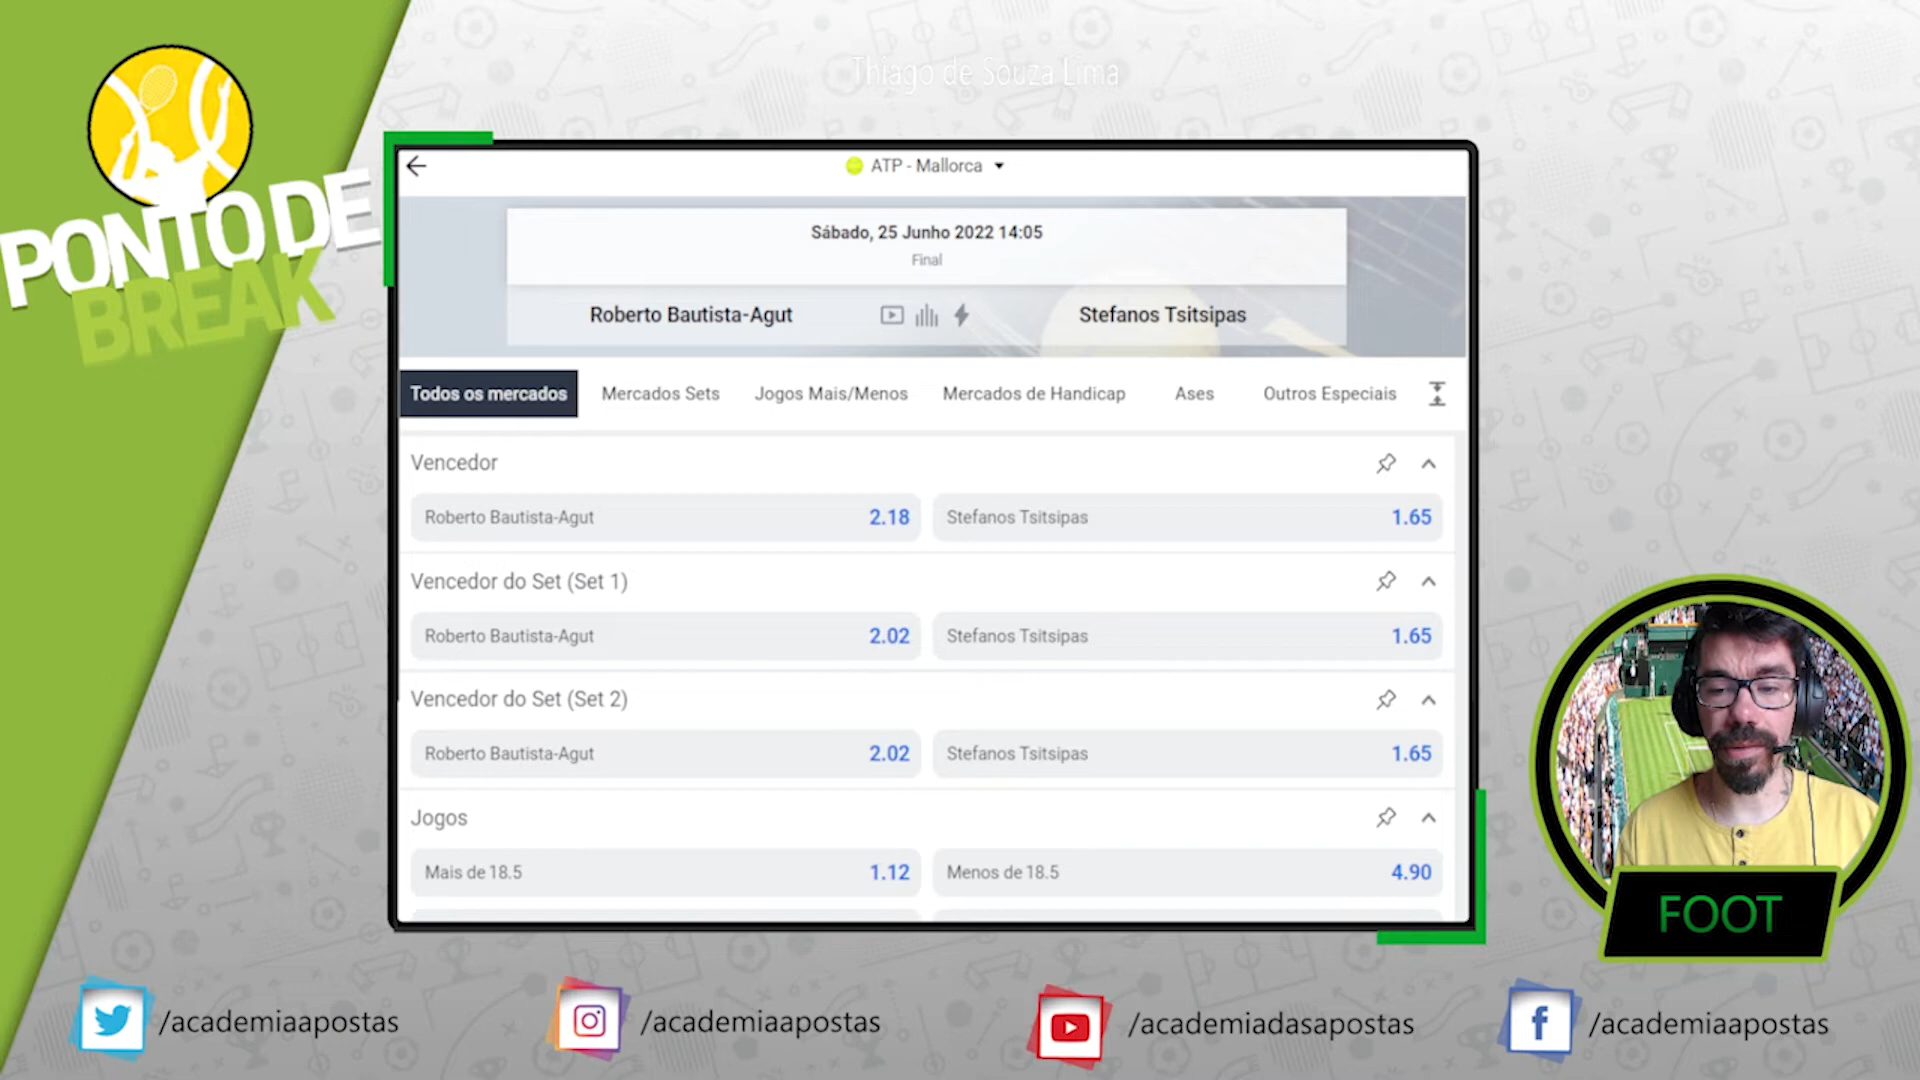 Thiago de Souza Lima
PONTO DE
BREAK
ATP - Mallorca
Sábado, 25 Junho 2022 14:05
Final
Roberto Bautista-Agut
Stefanos Tsitsipas
Todos os mercados
Mercados Sets
Jogos Mais/Menos
Mercados de Handicap
Ases
Outros Especiais
Vencedor
Roberto Bautista-Agut 2.18
Stefanos Tsitsipas 1.65
Vencedor do Set (Set 1)
Roberto Bautista-Agut 2.02
Stefanos Tsitsipas 1.65
Vencedor do Set (Set 2)
Roberto Bautista-Agut 2.02
Stefanos Tsitsipas 1.65
Jogos
Mais de 18.5 1.12
Menos de 18.5 4.90
FOOT
/academiaapostas
/academiaapostas
/academiadasapostas
/academiaapostas